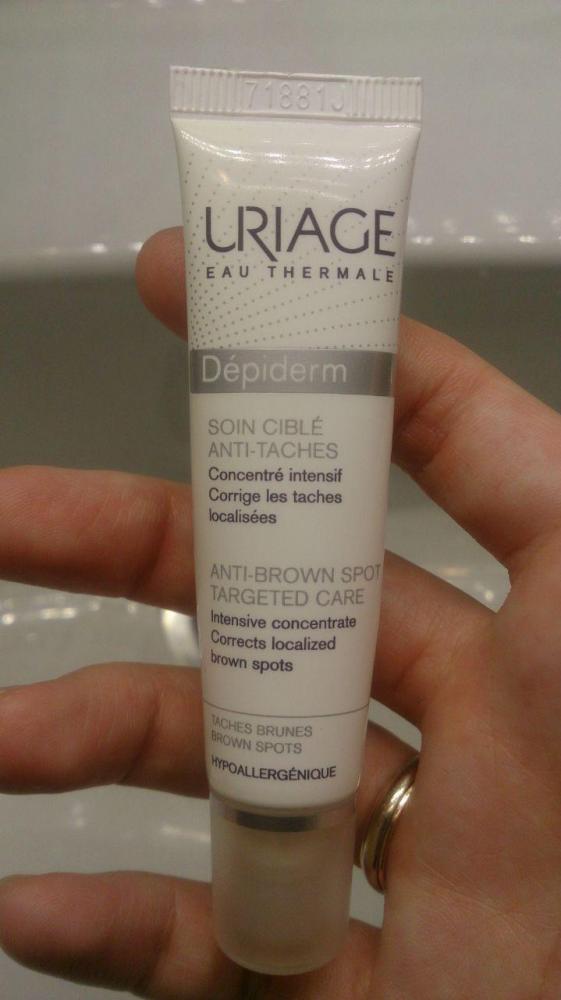 71881J
URIAGE
EAU THERMALE
Dépiderm
SOIN CIBLÉ
ANTI-TACHES
Concentré intensif
Corrige les taches
localisées
ANTI-BROWN SPOT
TARGETED CARE
Intensive concentrate
Corrects localized
brown spots
TACHES BRUNES
BROWN SPOTS
HYPOALLERGÉNIQUE